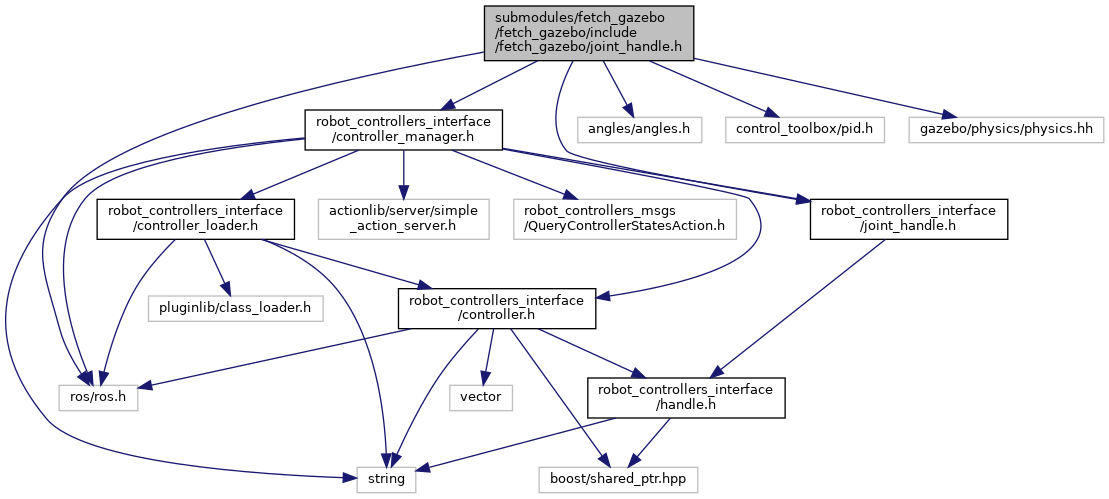 submodules/fetch_gazebo
/fetch_gazebo/include
/fetch_gazebo/joint_handle.h
robot_controllers_interface
/controller_manager.h
angles/angles.h
control_toolbox/pid.h
gazebo/physics/physics.hh
robot_controllers_interface
/controller_loader.h
actionlib/server/simple
_action_server.h
robot_controllers_msgs
/QueryControllerStatesAction.h
robot_controllers_interface
/joint_handle.h
pluginlib/class_loader.h
robot_controllers_interface
/controller.h
ros/ros.h
vector
robot_controllers_interface
/handle.h
string
boost/shared_ptr.hpp